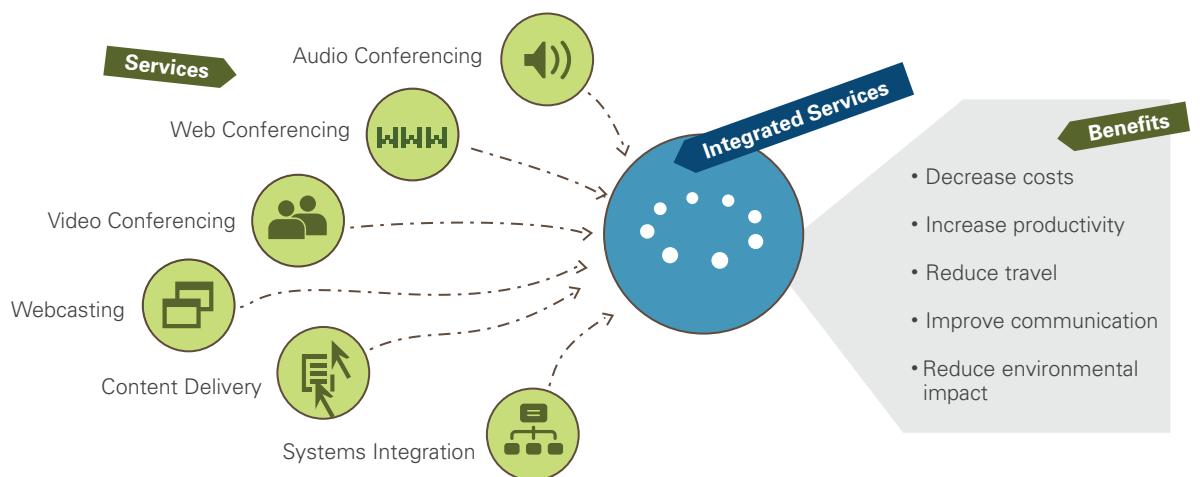 Services
Audio Conferencing
Web Conferencing
WWW
Video Conferencing
Webcasting
Content Delivery
Systems Integration
Integrated Services
Benefits
• Decrease costs
• Increase productivity
• Reduce travel
• Improve communication
• Reduce environmental
impact